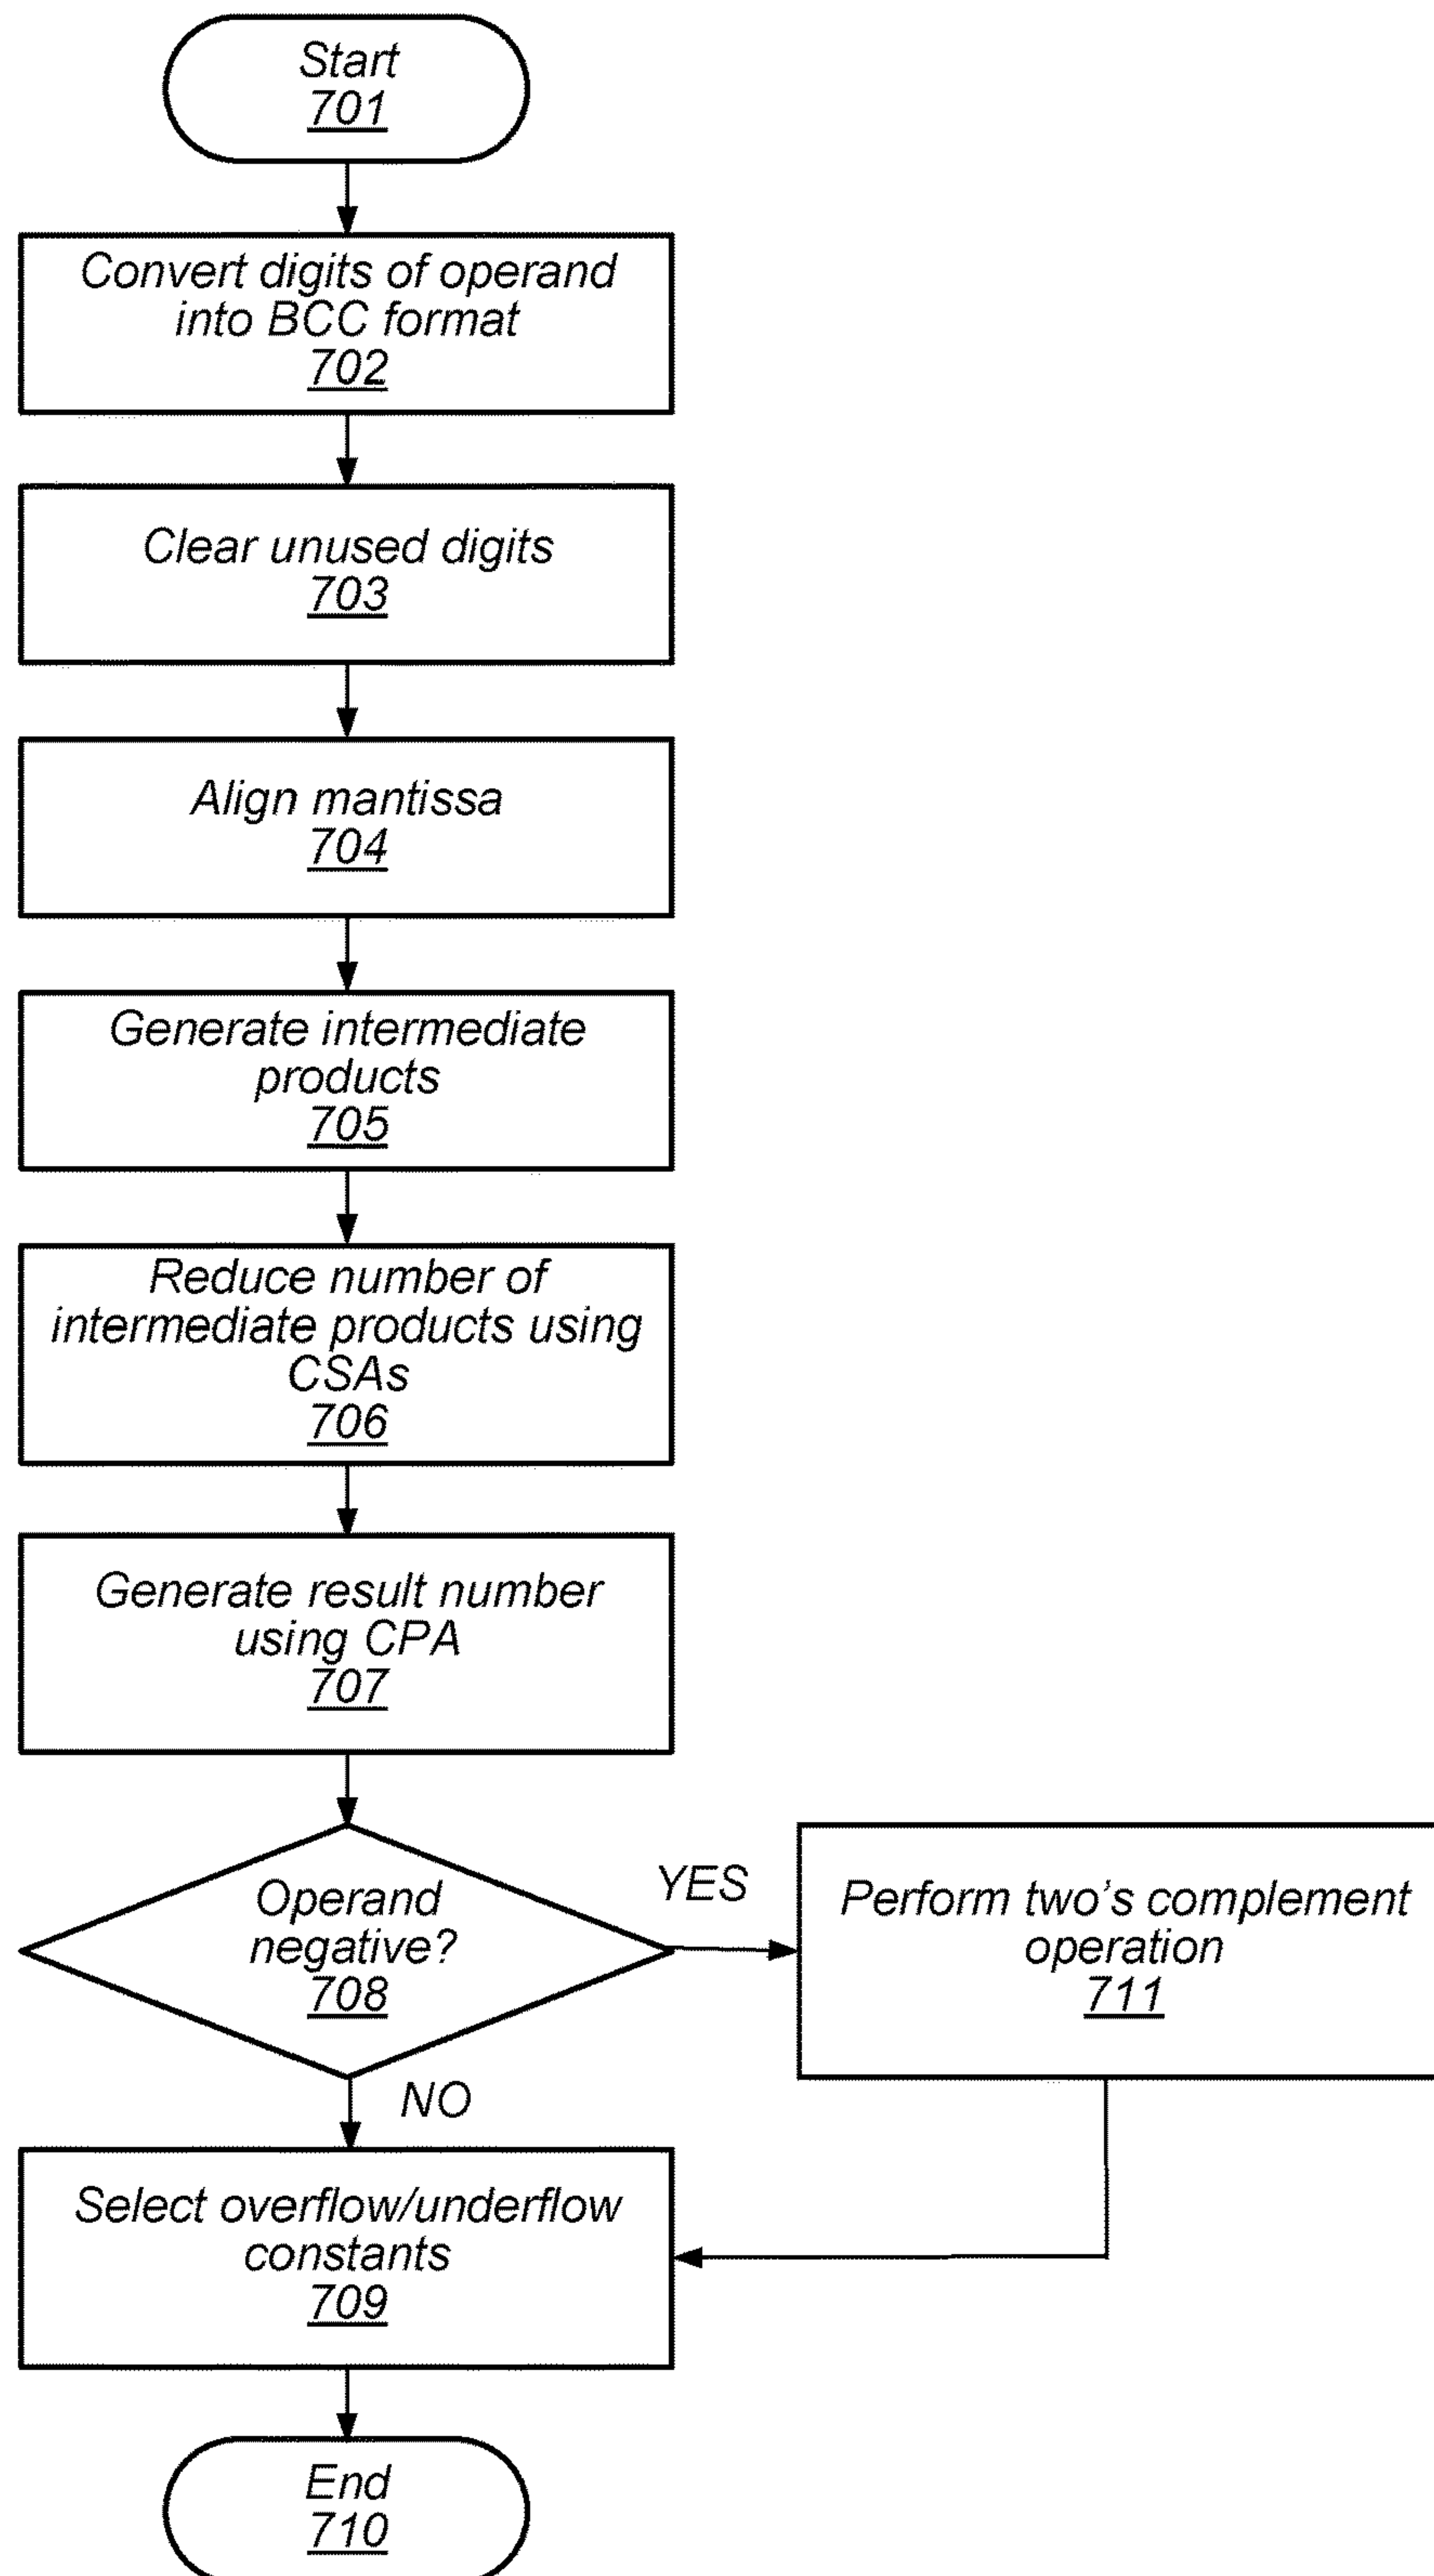 Start
701
Convert digits of operand
into BCC format
702
Clear unused digits
703
Align mantissa
704
Generate intermediate
products
705
Reduce number of
intermediate products using
CSAs
706
Generate result number
using CPA
707
Operand
negative?
708
YES
Perform two's complement
operation
711
NO
Select overflow/underflow
constants
709
End
710